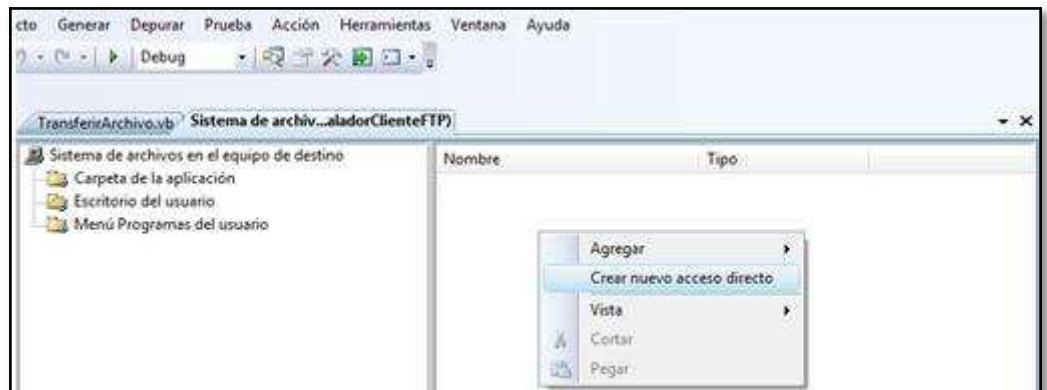 cto Generar Depurar Prueba Acción Herramientas Ventana Ayuda
Debug
TransferirArchivo.vb Sistema de archiv...aladorClienteFTP)
Sistema de archivos en el equipo de destino
Carpeta de la aplicación
Escritorio del usuario
Menú Programas del usuario
Nombre Tipo
Agregar
Crear nuevo acceso directo
Vista
Cortar
Pegar